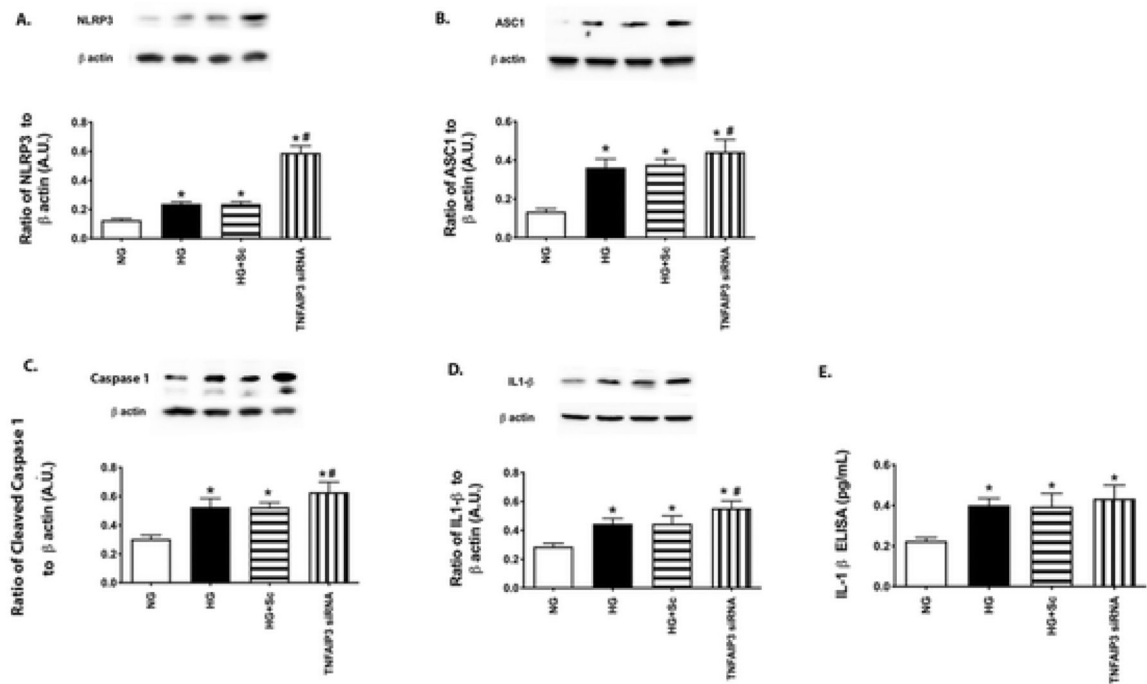 A.
NLRP3
β actin
Ratio of NLRP3 to
β actin (A.U.)
0.8
0.6
0.4
0.2
0.0
*
*
* #
NG
HG
HG+Sc
TNFAIP3 siRNA
B.
ASC1
β actin
Ratio of ASC1 to
β actin (A.U.)
0.6
0.4
0.2
0.0
*
*
* #
NG
HG
HG+Sc
TNFAIP3 siRNA
C.
Caspase 1
β actin
Ratio of Cleaved Caspase 1
to β actin (A.U.)
0.8
0.6
0.4
0.2
0.0
*
*
* #
NG
HG
HG+Sc
TNFAIP3 siRNA
D.
IL1-β
β actin
Ratio of IL1-β to
β actin (A.U.)
0.8
0.6
0.4
0.2
0.0
*
*
* #
NG
HG
HG+Sc
TNFAIP3 siRNA
E.
IL-1 β ELISA (pg/mL)
0.6
0.4
0.2
0.0
*
*
*
NG
HG
HG+Sc
TNFAIP3 siRNA